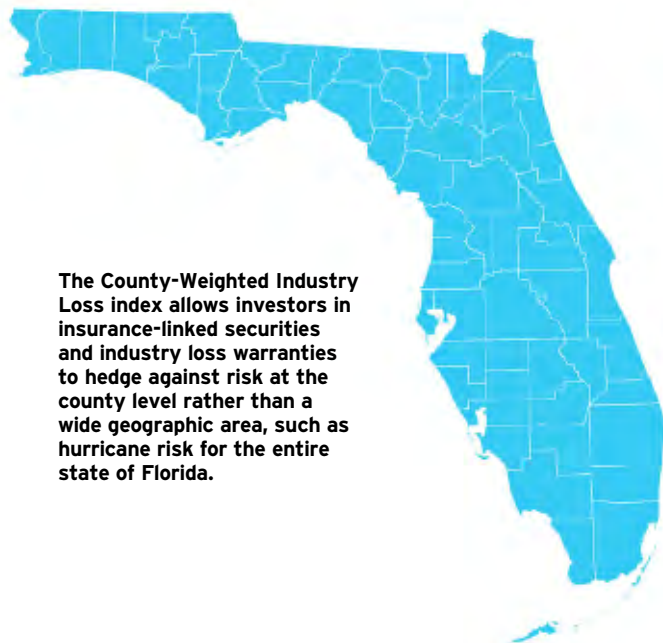 The County-Weighted Industry
Loss index allows investors in
insurance-linked securities
and industry loss warranties
to hedge against risk at the
county level rather than a
wide geographic area, such as
hurricane risk for the entire
state of Florida.